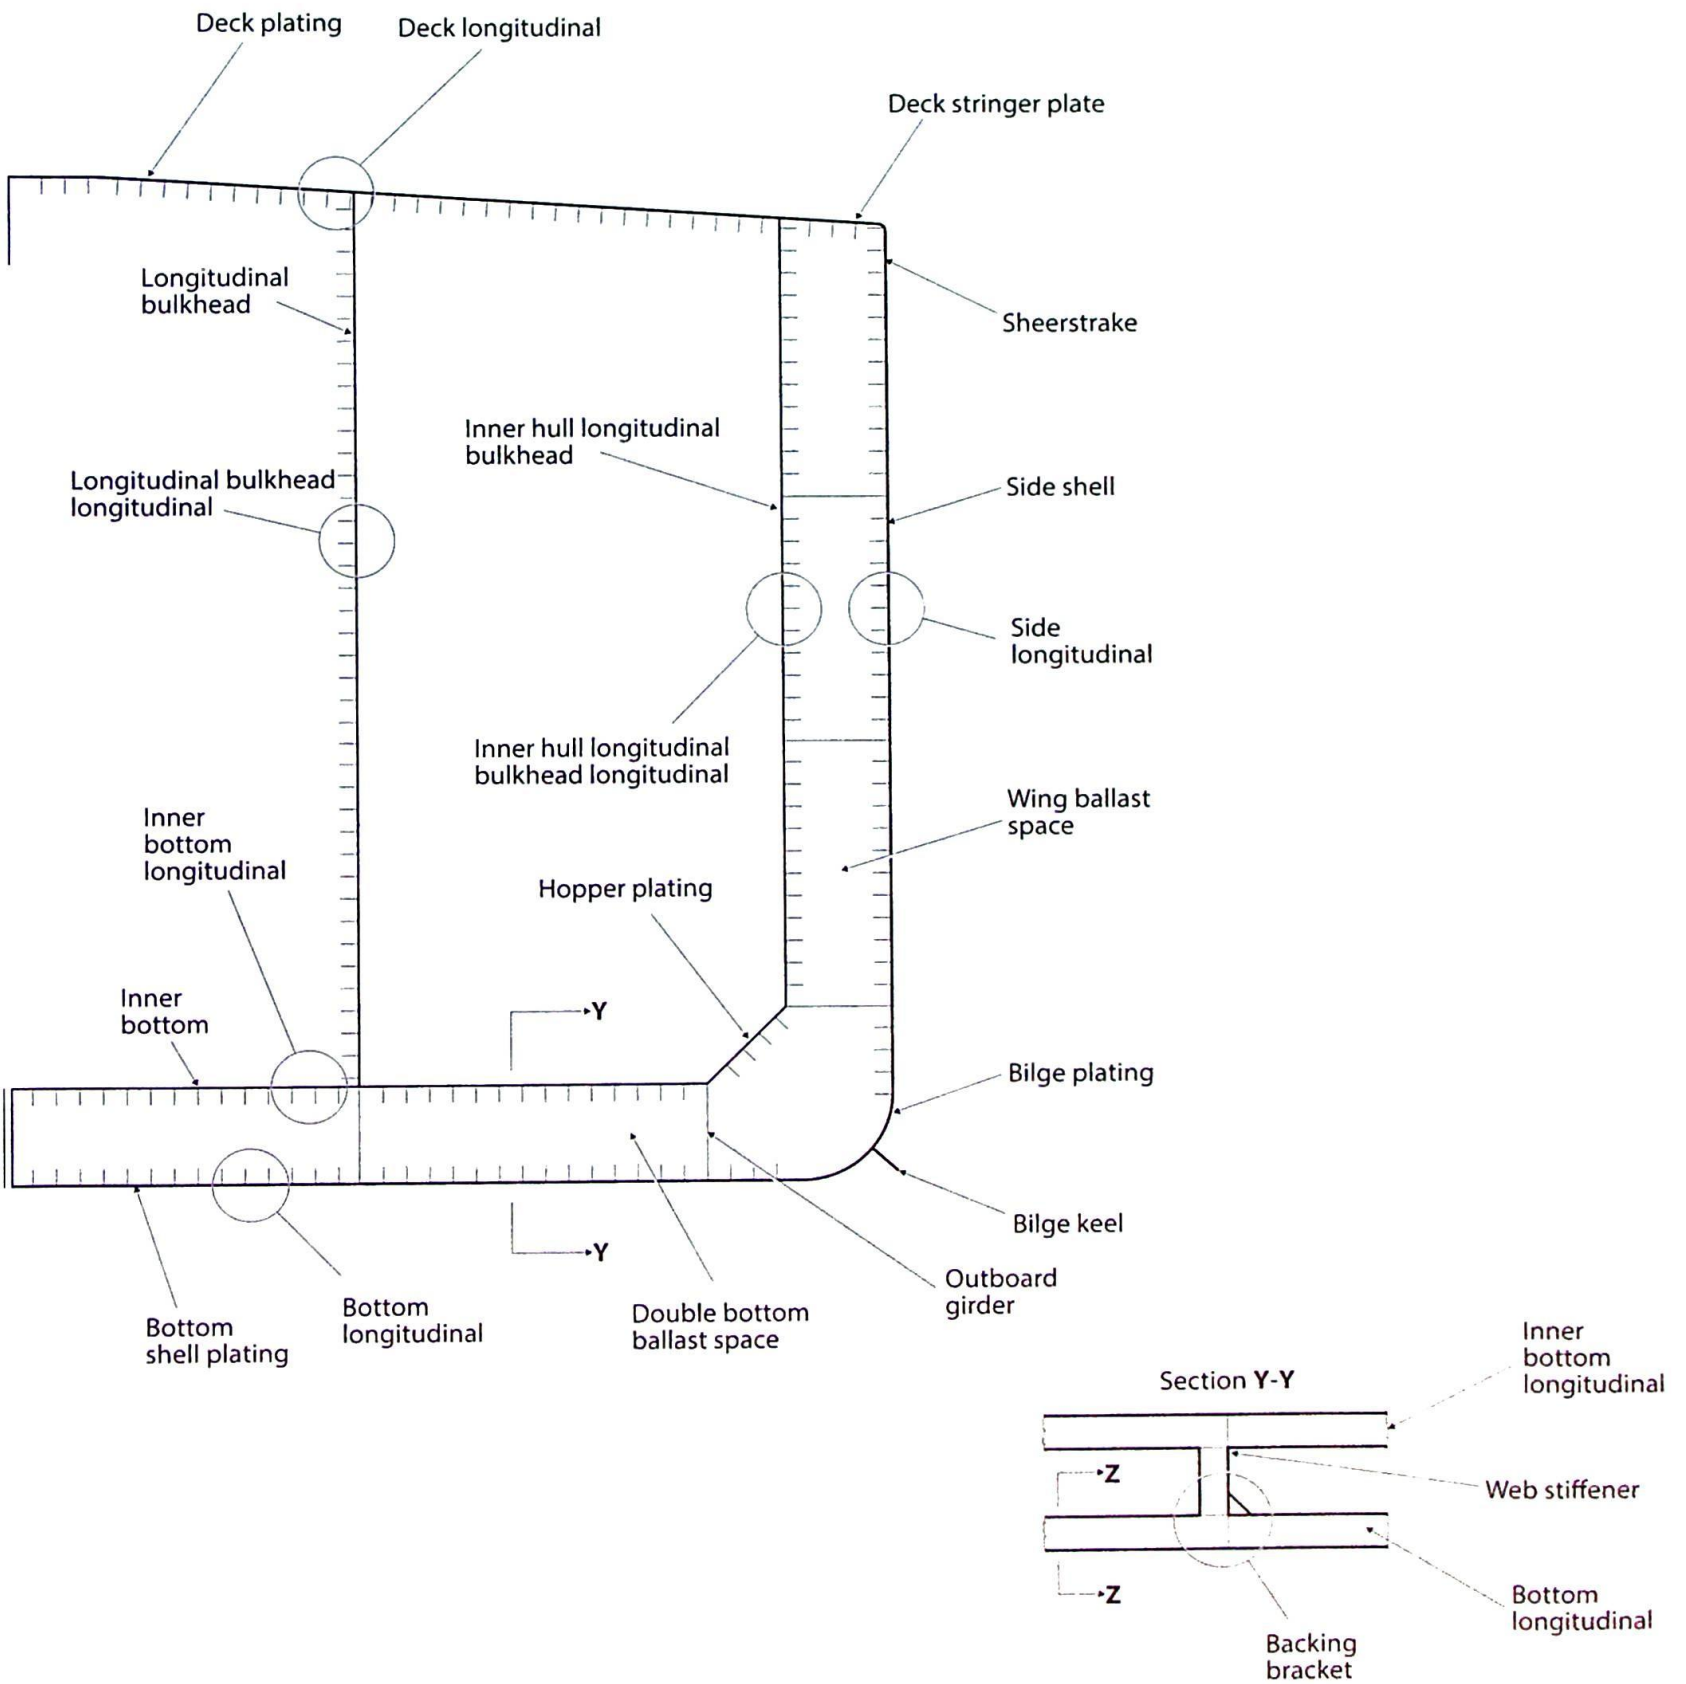 Deck plating
Deck longitudinal
Deck stringer plate
Longitudinal
bulkhead
Sheerstrake
Inner hull longitudinal
bulkhead
Longitudinal bulkhead
longitudinal
Side shell
Side
longitudinal
Inner hull longitudinal
bulkhead longitudinal
Wing ballast
space
Inner
bottom
longitudinal
Hopper plating
Inner
bottom
Y
Bilge plating
Bilge keel
Y
Outboard
girder
Bottom
longitudinal
Double bottom
ballast space
Bottom
shell plating
Section Y-Y
Inner
bottom
longitudinal
Z
Web stiffener
Z
Bottom
longitudinal
Backing
bracket